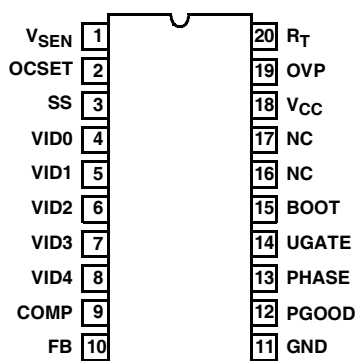 VSEN 1 20 RT
OCSET 2 19 OVP
SS 3 18 VCC
VID0 4 17 NC
VID1 5 16 NC
VID2 6 15 BOOT
VID3 7 14 UGATE
VID4 8 13 PHASE
COMP 9 12 PGOOD
FB 10 11 GND